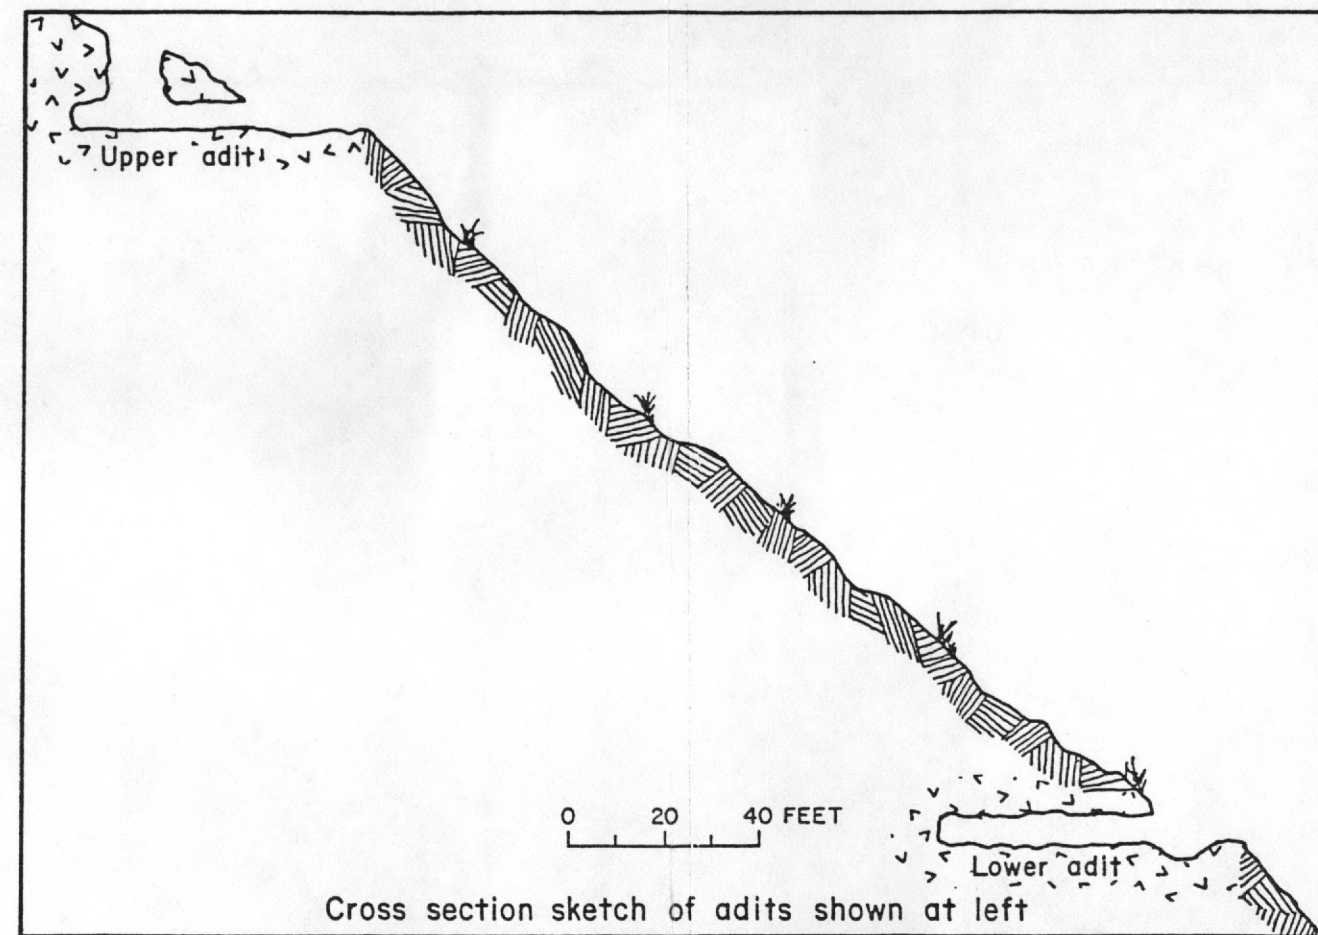 Upper adit
0 20 40 FEET
Lower adit
Cross section sketch of adits shown at left